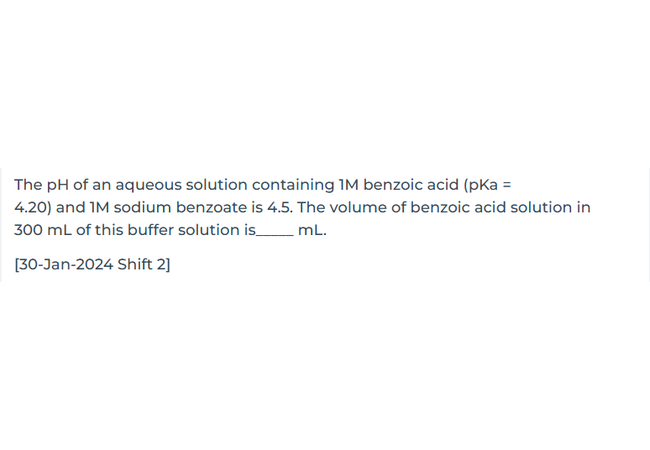 The pH of an aqueous solution containing 1M benzoic acid (pKa =
4.20) and 1M sodium benzoate is 4.5. The volume of benzoic acid solution in
300 mL of this buffer solution is_____ mL.
[30-Jan-2024 Shift 2]